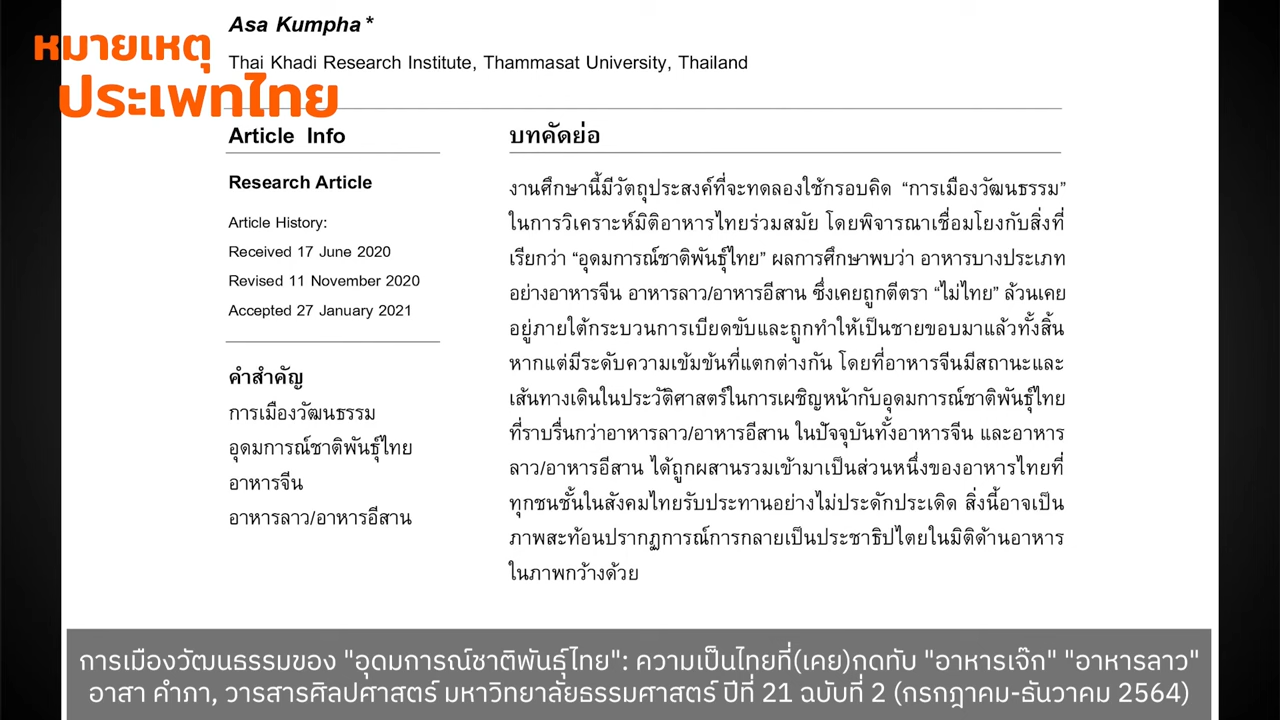 Asa Kumpha*
หมายเหตุ
ประเพทไทย
Thai Khadi Research Institute, Thammasat University, Thailand
Article Info
Research Article
Article History:
Received 17 June 2020
Revised 11 November 2020
Accepted 27 January 2021
คำสำคัญ
การเมืองวัฒนธรรม
อุดมการณ์ชาติพันธุ์ไทย
อาหารจีน
อาหารลาว/อาหารอีสาน
บทคัดย่อ
งานศึกษานี้มีวัตถุประสงค์ที่จะทดลองใช้กรอบคิด “การเมืองวัฒนธรรม”
ในการวิเคราะห์มิติอาหารไทยร่วมสมัย โดยพิจารณาเชื่อมโยงกับสิ่งที่
เรียกว่า “อุดมการณ์ชาติพันธุ์ไทย” ผลการศึกษาพบว่า อาหารบางประเภท
อย่างอาหารจีน อาหารลาว/อาหารอีสาน ซึ่งเคยถูกตีตรา “ไม่ไทย” ล้วนเคย
อยู่ภายใต้กระบวนการเบียดขับและถูกทำให้เป็นชายขอบมาแล้วทั้งสิ้น
หากแต่มีระดับความเข้มข้นที่แตกต่างกัน โดยที่อาหารจีนมีสถานะและ
เส้นทางเดินในประวัติศาสตร์ในการเผชิญหน้ากับอุดมการณ์ชาติพันธุ์ไทย
ที่ราบรื่นกว่าอาหารลาว/อาหารอีสาน ในปัจจุบันทั้งอาหารจีน และอาหาร
ลาว/อาหารอีสาน ได้ถูกผสานรวมเข้ามาเป็นส่วนหนึ่งของอาหารไทยที่
ทุกชนชั้นในสังคมไทยรับประทานอย่างไม่ประดักประเดิด สิ่งนี้อาจเป็น
ภาพสะท้อนปรากฏการณ์การกลายเป็นประชาธิปไตยในมิติด้านอาหาร
ในภาพกว้างด้วย
การเมืองวัฒนธรรมของ "อุดมการณ์ชาติพันธุ์ไทย": ความเป็นไทยที่(เคย)กดทับ "อาหารเจ๊ก" "อาหารลาว"
อาสา คำภา, วารสารศิลปศาสตร์ มหาวิทยาลัยธรรมศาสตร์ ปีที่ 21 ฉบับที่ 2 (กรกฎาคม-ธันวาคม 2564)